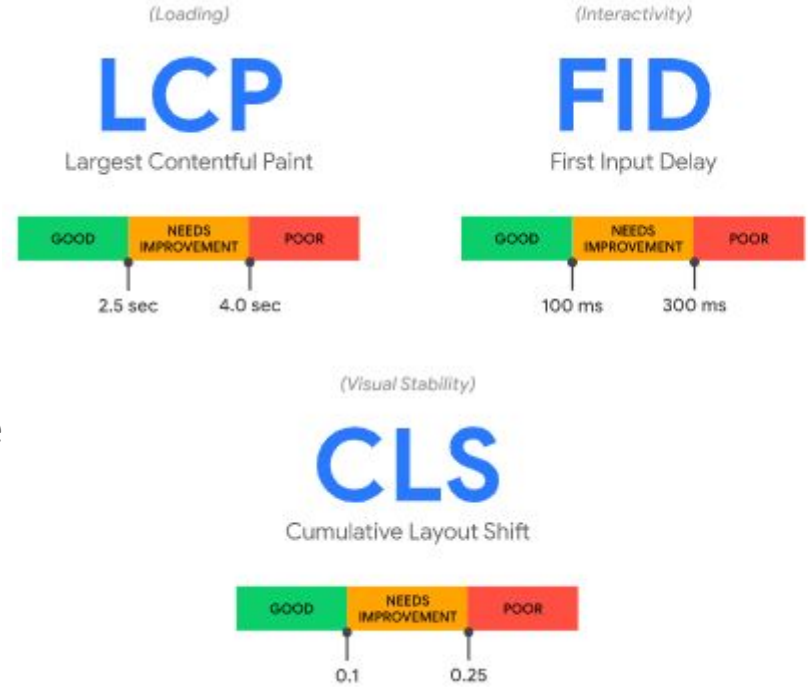 (Loading)
LCP
Largest Contentful Paint
GOOD
NEEDS
IMPROVEMENT
POOR
2.5 sec
4.0 sec
(Interactivity)
FID
First Input Delay
GOOD
NEEDS
IMPROVEMENT
POOR
100 ms
300 ms
(Visual Stability)
CLS
Cumulative Layout Shift
GOOD
NEEDS
IMPROVEMENT
POOR
0.1
0.25